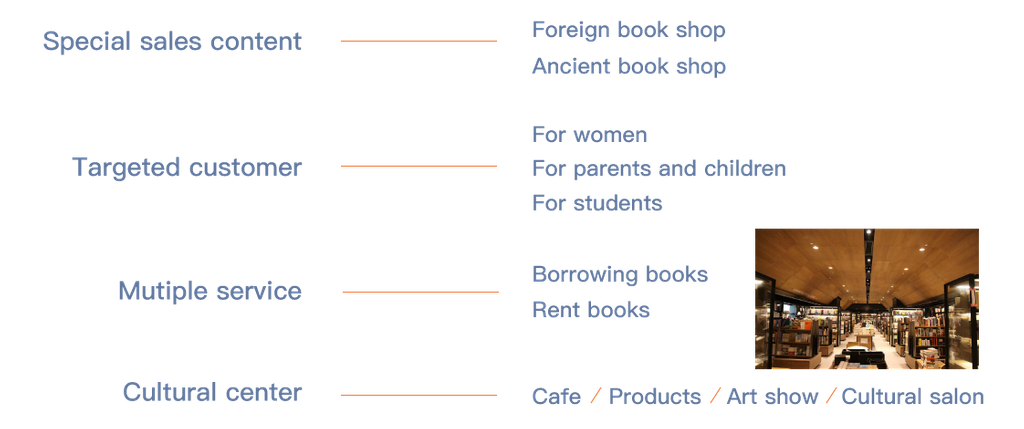 Special sales content
Foreign book shop
Ancient book shop
Targeted customer
For women
For parents and children
For students
Mutiple service
Borrowing books
Rent books
Cultural center
Cafe / Products / Art show / Cultural salon